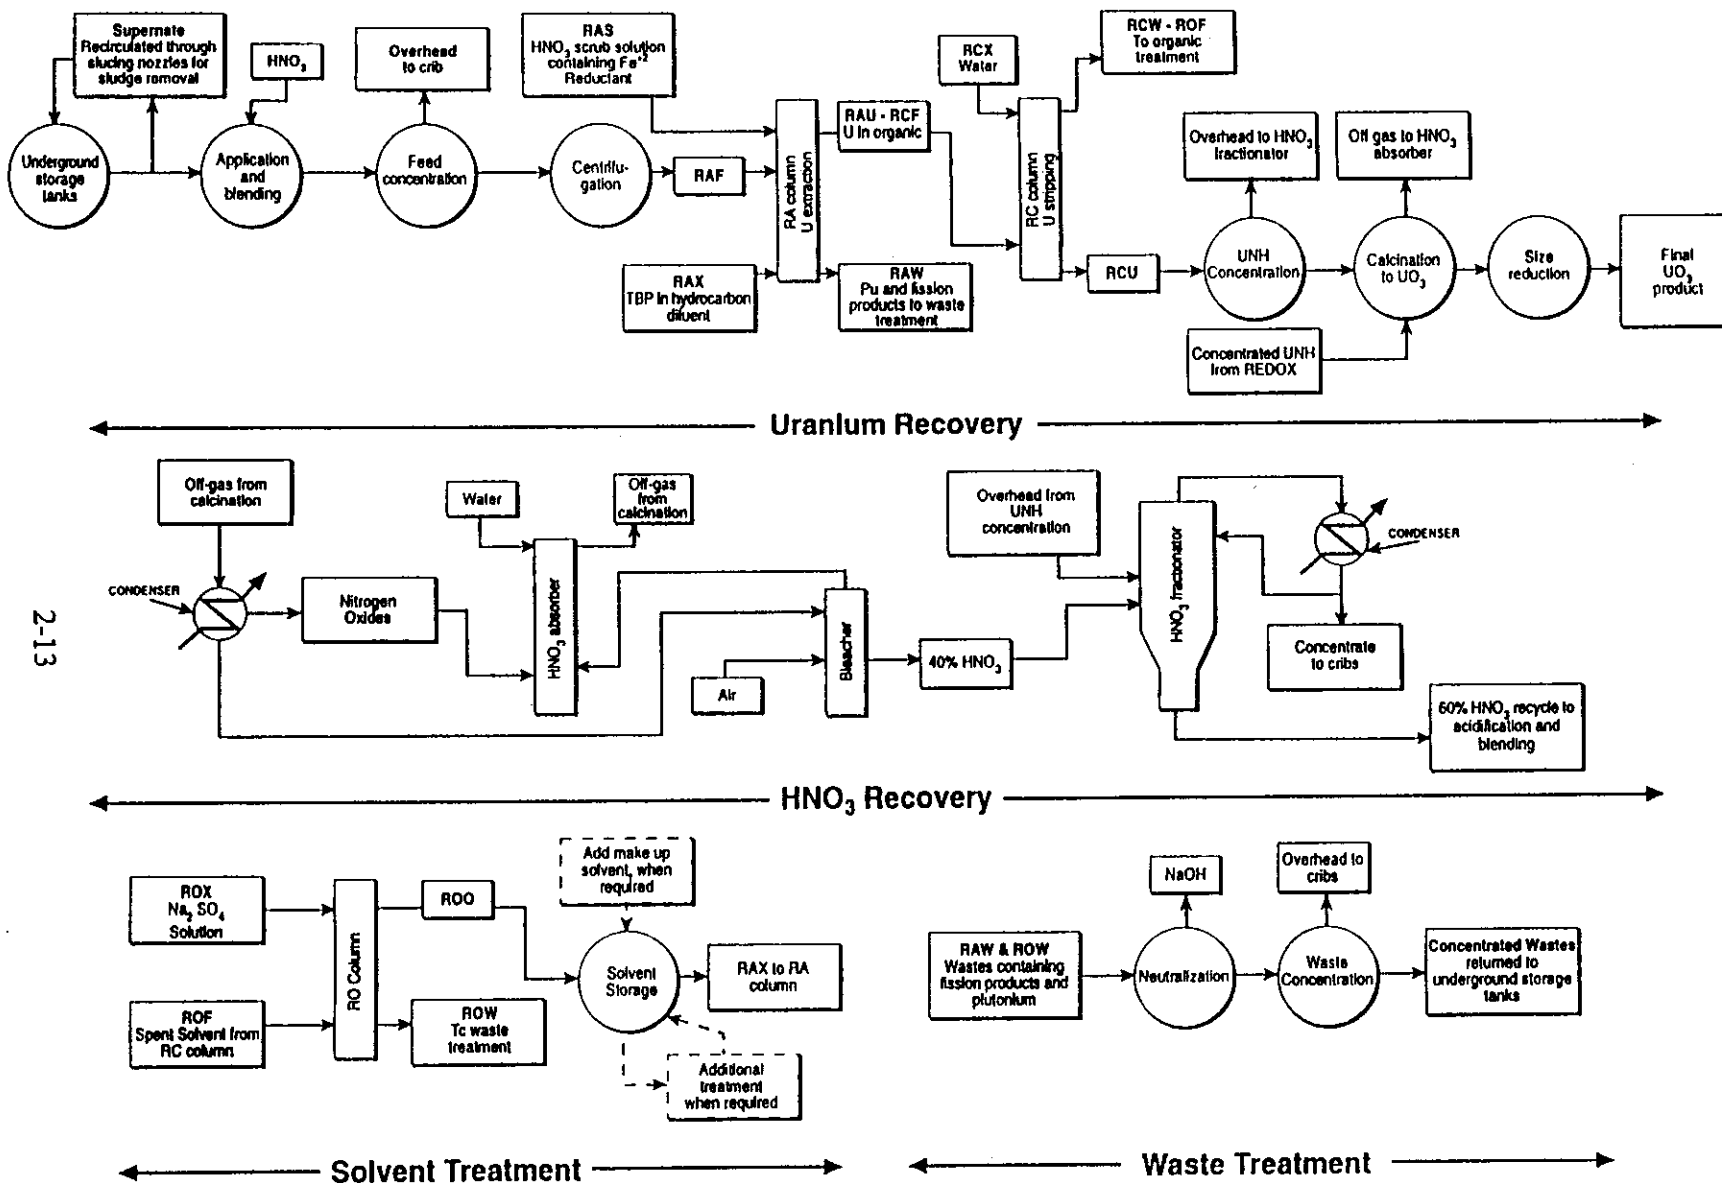 Supernate
Recirculated through
slucing nozzles for
sludge removal
HNO₃
Overhead
to crib
RAS
HNO₃ scrub solution
containing Fe⁺²
Reductant
RCX
Water
RCW - ROF
To organic
treatment
Underground
storage
tanks
Application
and
blending
Feed
concentration
Centrifu-
gation
RAF
RA column
U extraction
RAU - RCF
U in organic
RC column
U stripping
Overhead to HNO₃
fractionator
Off gas to HNO₃
absorber
RAX
TBP in hydrocarbon
diluent
RAW
Pu and fission
products to waste
treatment
RCU
UNH
Concentration
Calcination
to UO₃
Size
reduction
Final
UO₃
product
Concentrated UNH
from REDOX
Uranium Recovery
Off-gas from
calcination
Water
Off-gas
from
calcination
Overhead from
UNH
concentration
CONDENSER
CONDENSER
Nitrogen
Oxides
HNO₃ absorber
Bleacher
Air
40% HNO₃
HNO₃ fractionator
Concentrate
to cribs
60% HNO₃ recycle to
acidification and
blending
2-13
HNO₃ Recovery
ROX
Na₂ SO₄
Solution
RO Column
ROO
Add make up
solvent, when
required
Solvent
Storage
RAX to RA
column
ROF
Spent Solvent from
RC column
ROW
Tc waste
treatment
Additional
treatment
when required
NaOH
Overhead to
cribs
RAW & ROW
Wastes containing
fission products and
plutonium
Neutralization
Waste
Concentration
Concentrated Wastes
returned to
underground storage
tanks
Solvent Treatment
Waste Treatment